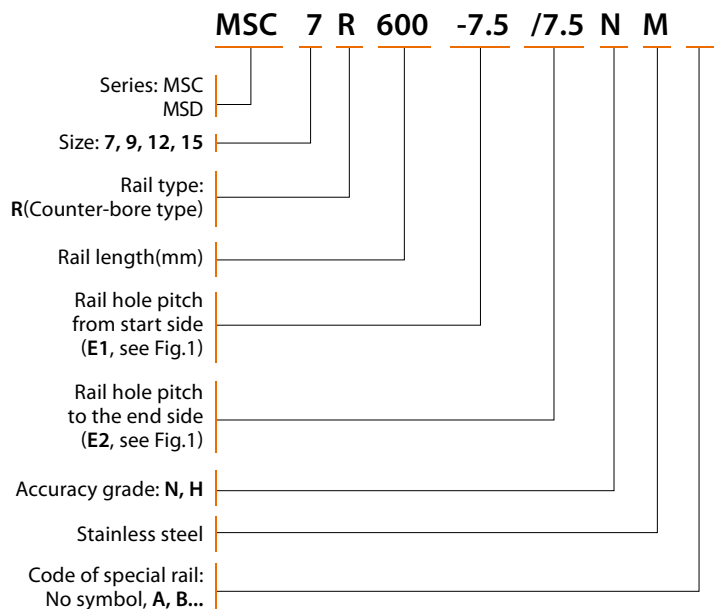 MSC 7 R 600 -7.5 /7.5 N M
Series: MSC
MSD
Size: 7, 9, 12, 15
Rail type:
R(Counter-bore type)
Rail length(mm)
Rail hole pitch
from start side
(E1, see Fig.1)
Rail hole pitch
to the end side
(E2, see Fig.1)
Accuracy grade: N, H
Stainless steel
Code of special rail:
No symbol, A, B...